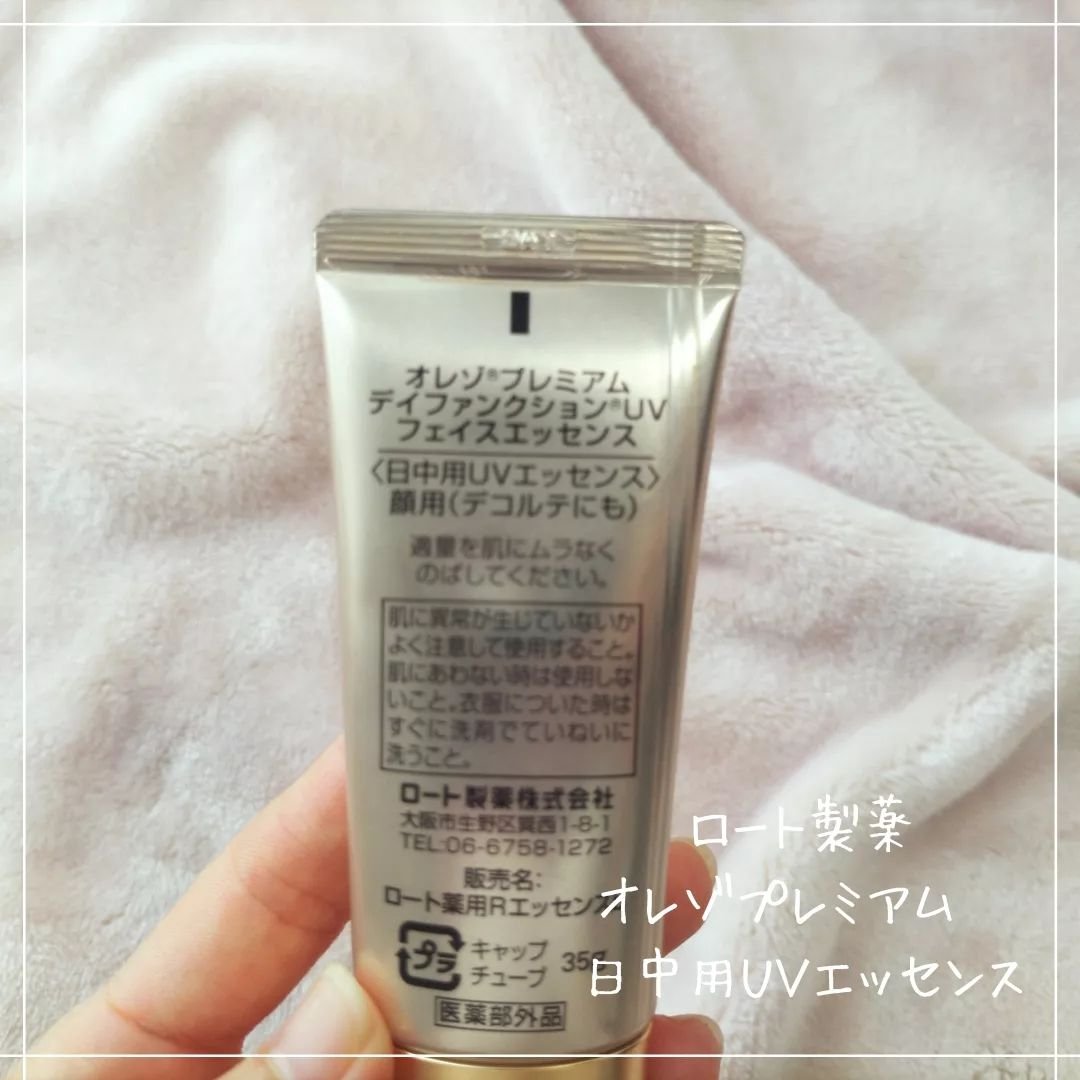 オレゾ®プレミアム
デイファンクション®UV
フェイスエッセンス
〈日中用UVエッセンス〉
顔用(デコルテにも)
適量を肌にムラなく
のばしてください。
肌に異常が生じていないか
よく注意して使用すること。
肌にあわない時は使用しな
いこと。衣服についた時は
すぐに洗剤でていねいに
洗うこと。
ロート製薬株式会社
大阪市生野区巽西1-8-1
TEL:06-6758-1272
販売名:
ロート薬用Rエッセンス
プラ
キャップ
チューブ
35g
医薬部外品
ロート製薬
オレゾプレミアム
日中用UVエッセンス